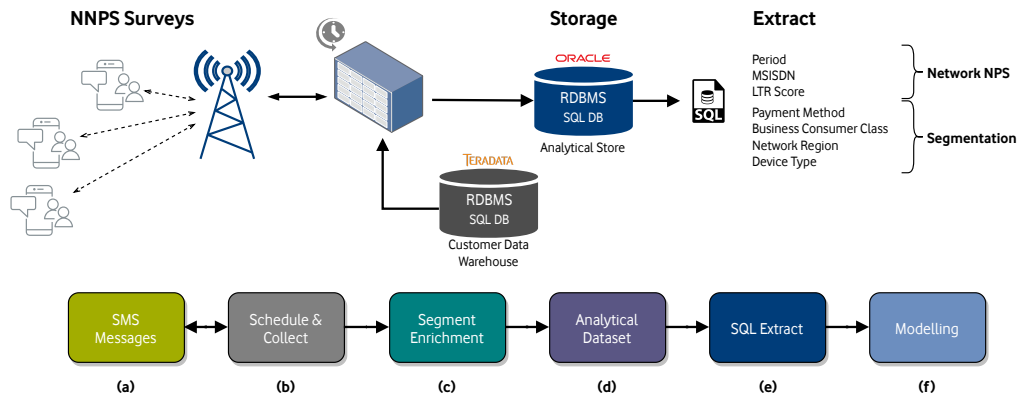 NNPS Surveys
Storage
Extract
ORACLE
RDBMS
SQL DB
Analytical Store
SQL
Period
MSISDN
LTR Score
Network NPS
Payment Method
Business Consumer Class
Network Region
Device Type
Segmentation
TERADATA
RDBMS
SQL DB
Customer Data
Warehouse
SMS
Messages
Schedule &
Collect
Segment
Enrichment
Analytical
Dataset
SQL Extract
Modelling
(a)
(b)
(c)
(d)
(e)
(f)